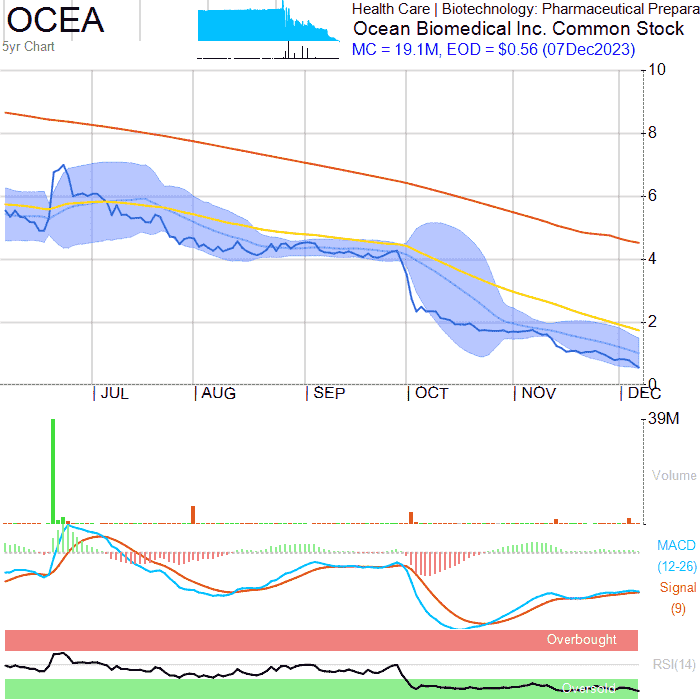 OCEA
5yr Chart
Health Care | Biotechnology: Pharmaceutical Prepara
Ocean Biomedical Inc. Common Stock
MC = 19.1M, EOD = $0.56 (07Dec2023)
10
8
6
4
2
0
JUL
AUG
SEP
OCT
NOV
DEC
39M
Volume
MACD
(12-26)
Signal
(9)
Overbought
RSI(14)
Oversold